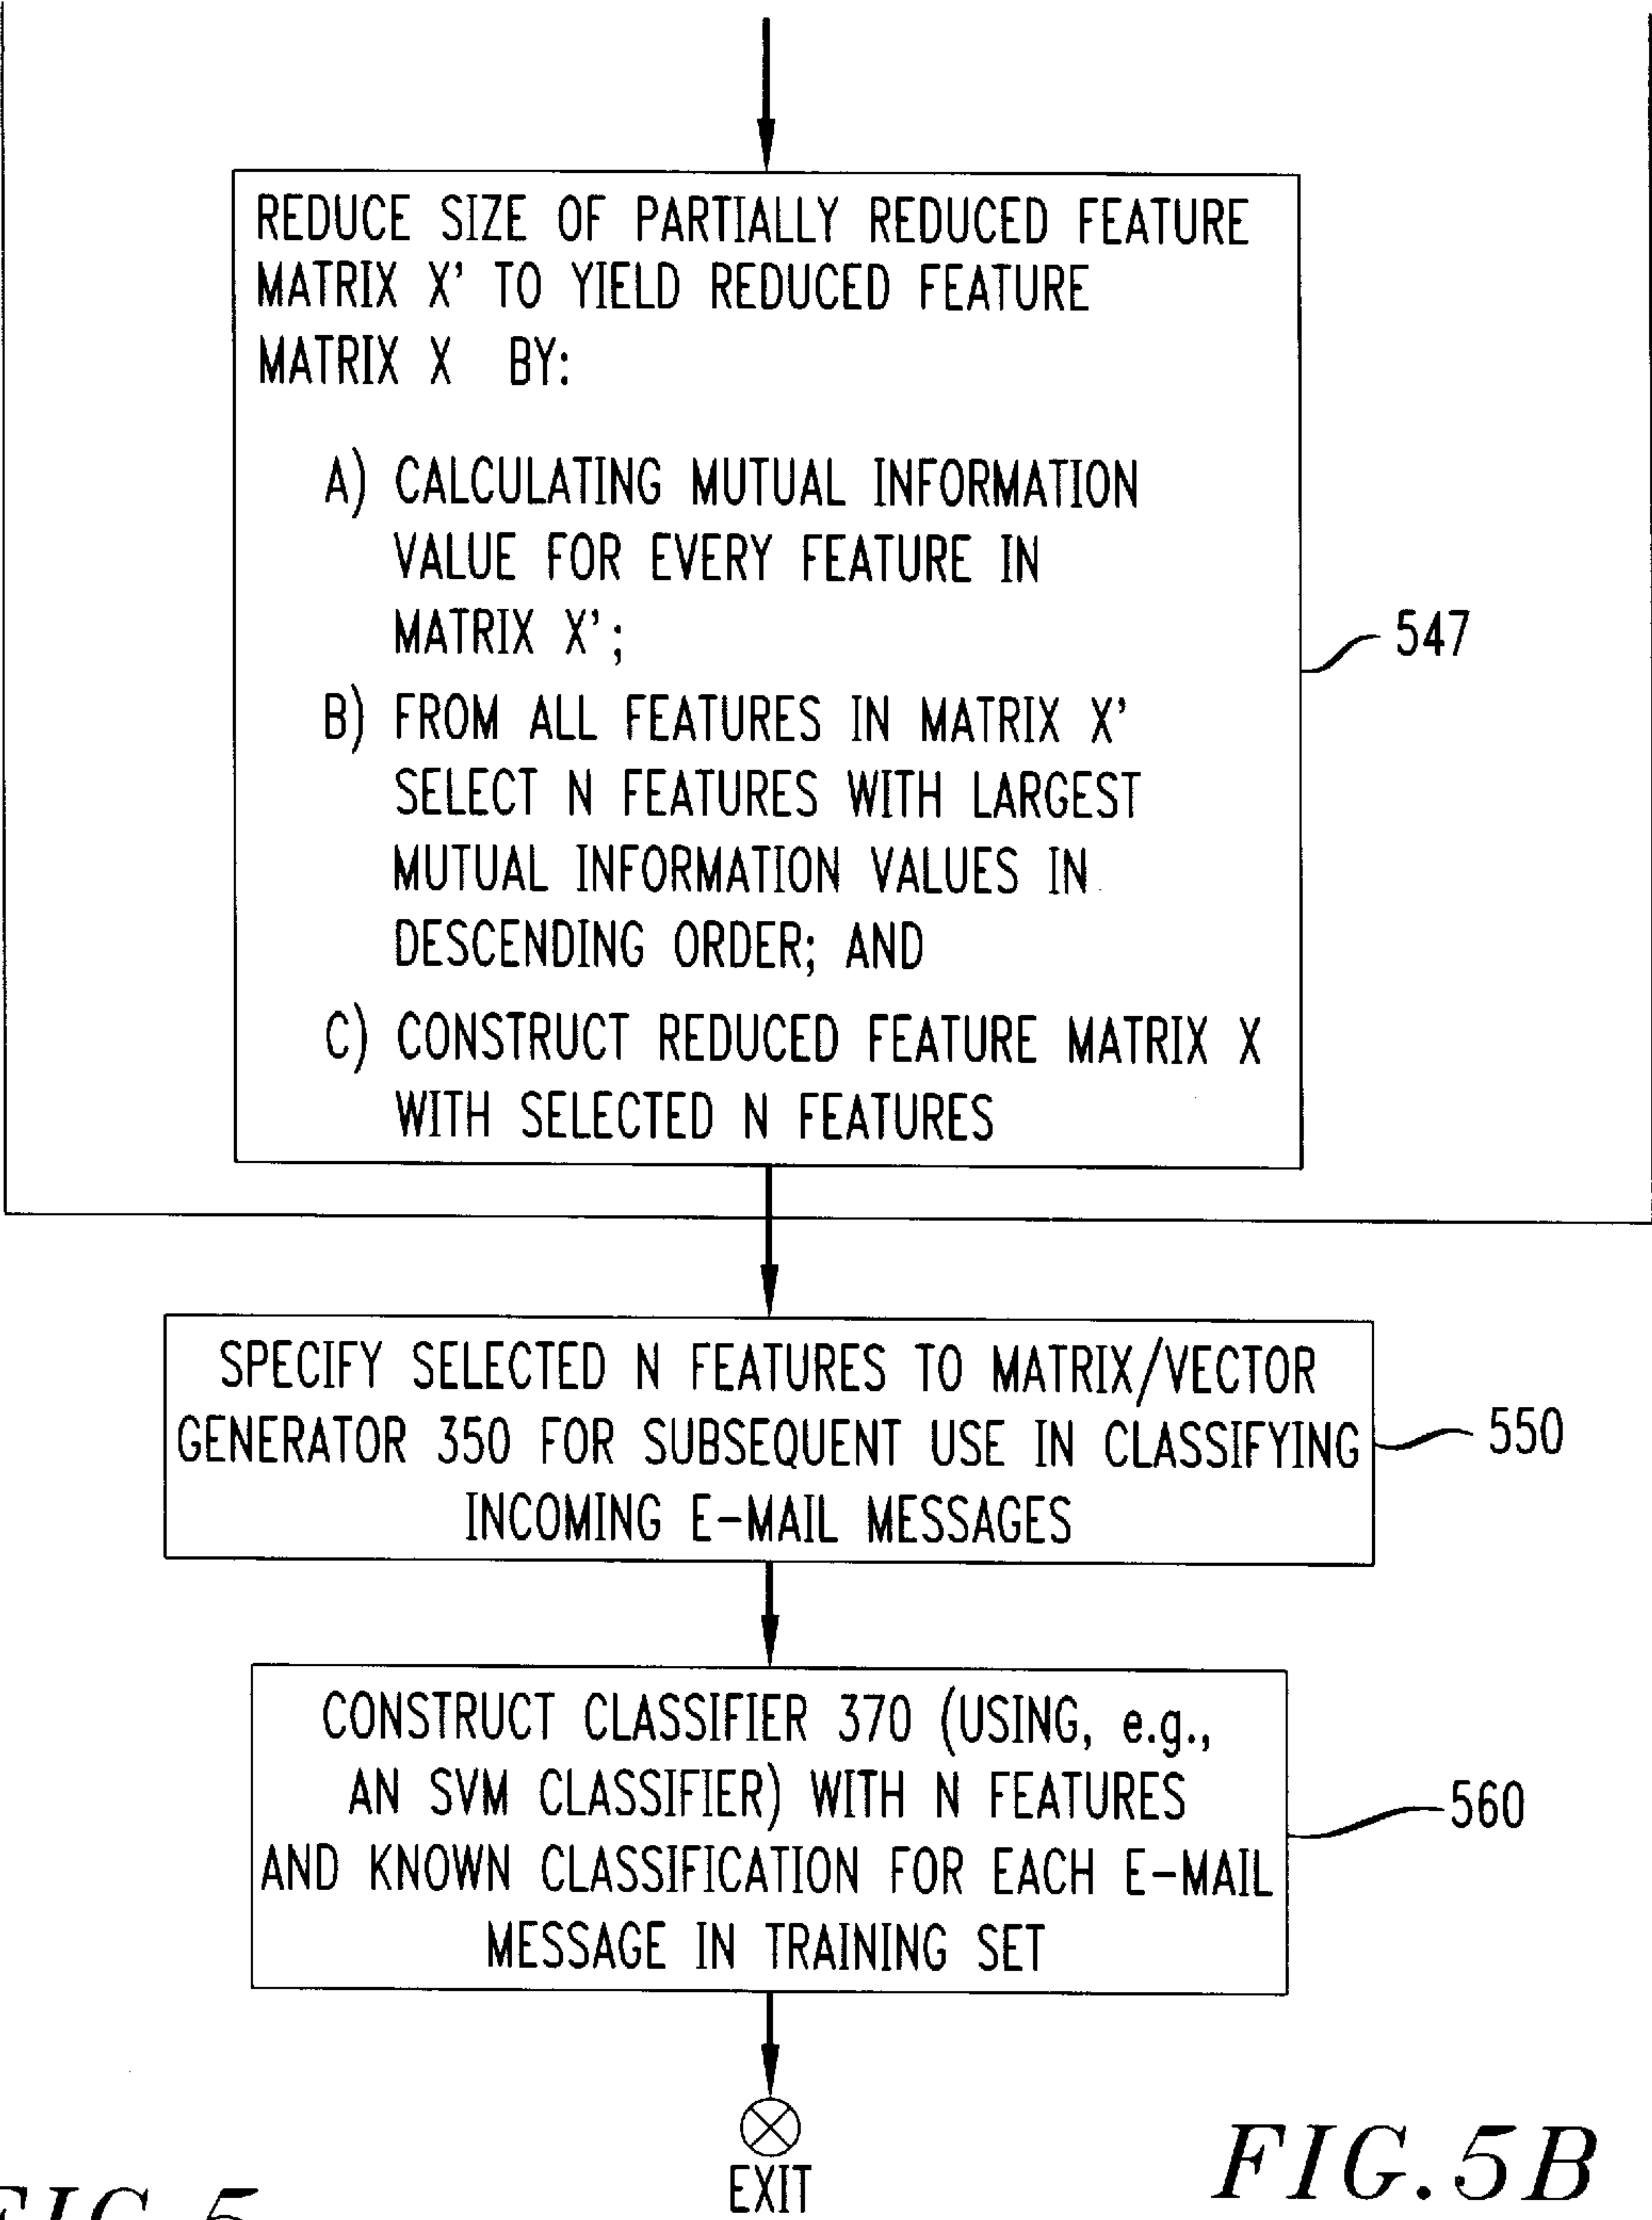 REDUCE SIZE OF PARTIALLY REDUCED FEATURE
MATRIX X' TO YIELD REDUCED FEATURE
MATRIX X BY:
A) CALCULATING MUTUAL INFORMATION
VALUE FOR EVERY FEATURE IN
MATRIX X';
B) FROM ALL FEATURES IN MATRIX X'
SELECT N FEATURES WITH LARGEST
MUTUAL INFORMATION VALUES IN
DESCENDING ORDER; AND
C) CONSTRUCT REDUCED FEATURE MATRIX X
WITH SELECTED N FEATURES
547
SPECIFY SELECTED N FEATURES TO MATRIX/VECTOR
GENERATOR 350 FOR SUBSEQUENT USE IN CLASSIFYING
INCOMING E-MAIL MESSAGES
550
CONSTRUCT CLASSIFIER 370 (USING, e.g.,
AN SVM CLASSIFIER) WITH N FEATURES
AND KNOWN CLASSIFICATION FOR EACH E-MAIL
MESSAGE IN TRAINING SET
560
EXIT
FIG.5B